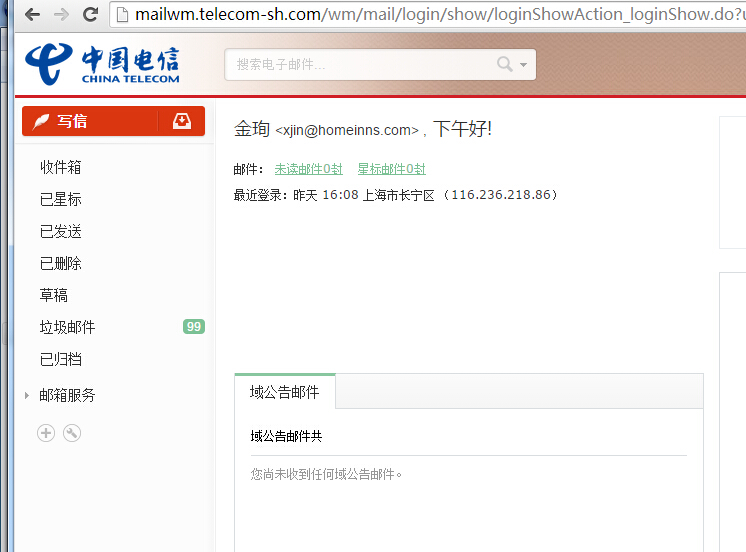 mailwm.telecom-sh.com/wm/mail/login/show/loginShowAction_loginShow.do?u
中国电信
CHINA TELECOM
搜索电子邮件...
写信
金珣 <xjin@homeinns.com> , 下午好!
收件箱
邮件： 未读邮件0封 星标邮件0封
已星标
最近登录：昨天 16:08 上海市长宁区 （116.236.218.86）
已发送
已删除
草稿
垃圾邮件 99
已归档
邮箱服务
域公告邮件
域公告邮件共
您尚未收到任何域公告邮件。